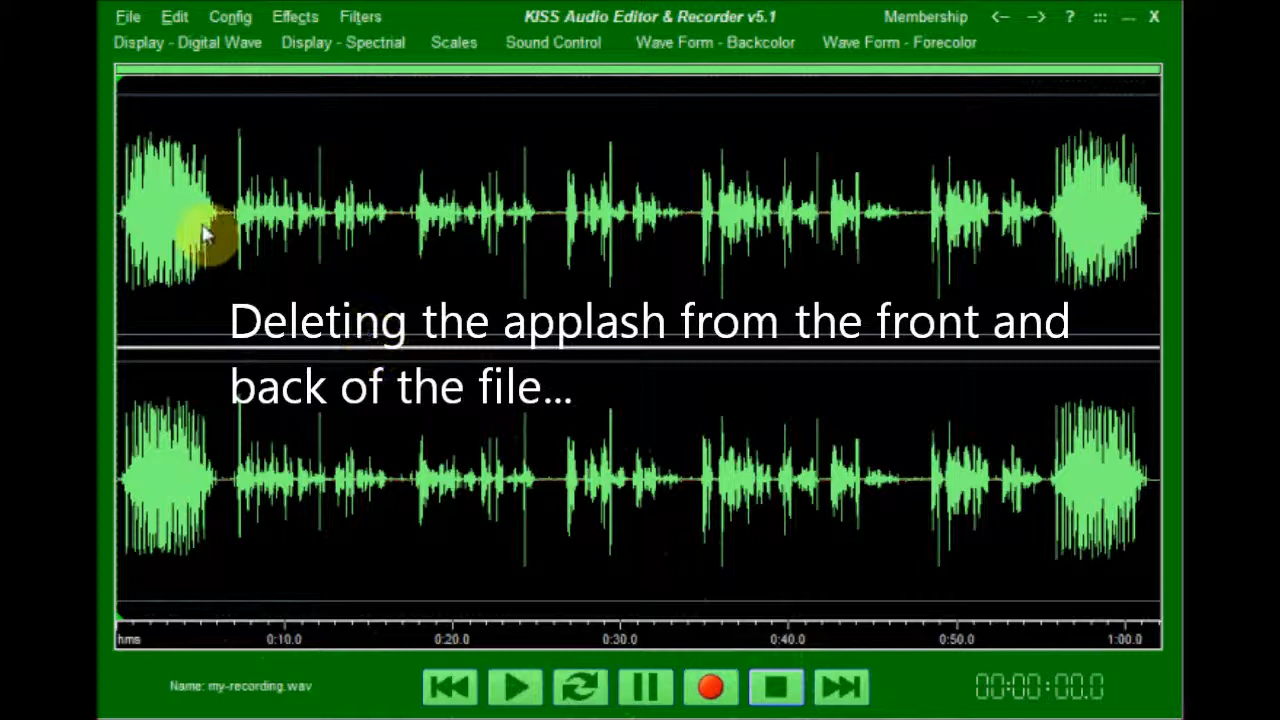 File Edit Config Effects Filters KISS Audio Editor & Recorder v5.1 Membership <-- --> ? ::: _ X
Display - Digital Wave Display - Spectrial Scales Sound Control Wave Form - Backcolor Wave Form - Forecolor
Deleting the applash from the front and
back of the file...
hms 0:10.0 0:20.0 0:30.0 0:40.0 0:50.0 1:00.0
Name: my-recording.wav 00:00:00.0